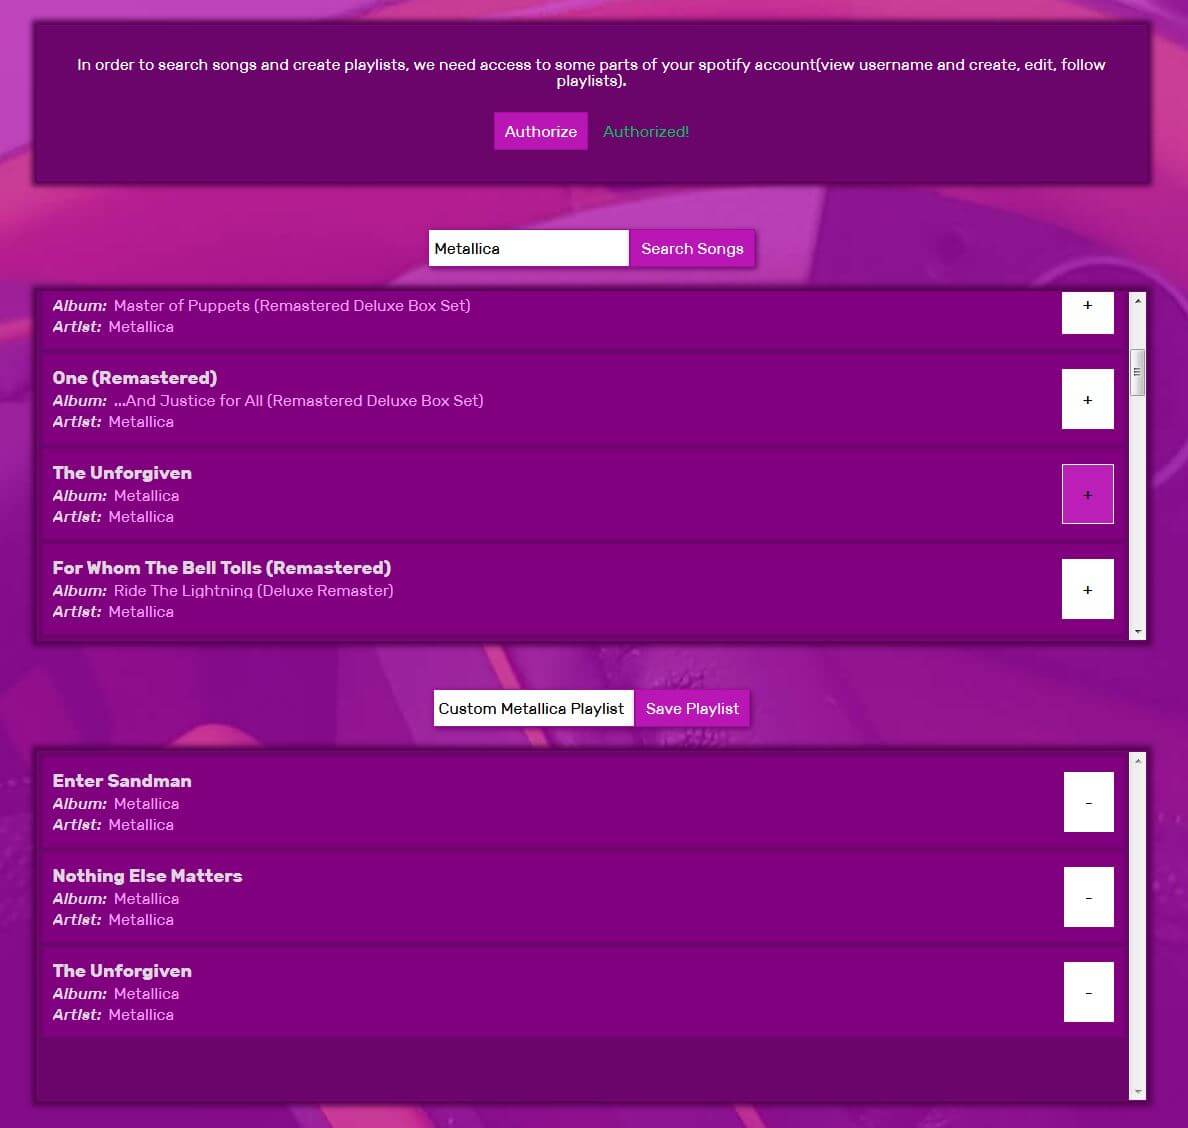 In order to search songs and create playlists, we need access to some parts of your spotify account(view username and create, edit, follow
playlists).
Authorize Authorized!
Metallica Search Songs
Album: Master of Puppets (Remastered Deluxe Box Set)
+
Artist: Metallica
One (Remastered)
Album: ...And Justice for All (Remastered Deluxe Box Set)
+
Artist: Metallica
The Unforgiven
Album: Metallica
+
Artist: Metallica
For Whom The Bell Tolls (Remastered)
Album: Ride The Lightning (Deluxe Remaster)
+
Artist: Metallica
Custom Metallica Playlist Save Playlist
Enter Sandman
Album: Metallica
-
Artist: Metallica
Nothing Else Matters
Album: Metallica
-
Artist: Metallica
The Unforgiven
Album: Metallica
-
Artist: Metallica